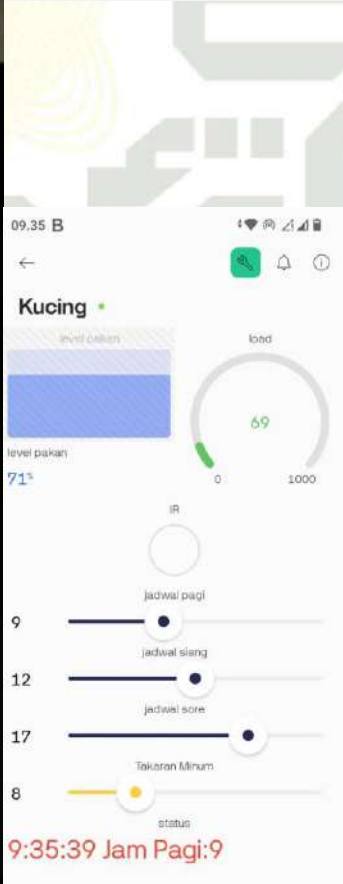 09.35 B
Kucing
level pakan
load
69
level pakan
71%
0 1000
IR
jadwal pagi
9
jadwal siang
12
jadwal sore
17
Takaran Minum
8
status
9:35:39 Jam Pagi:9